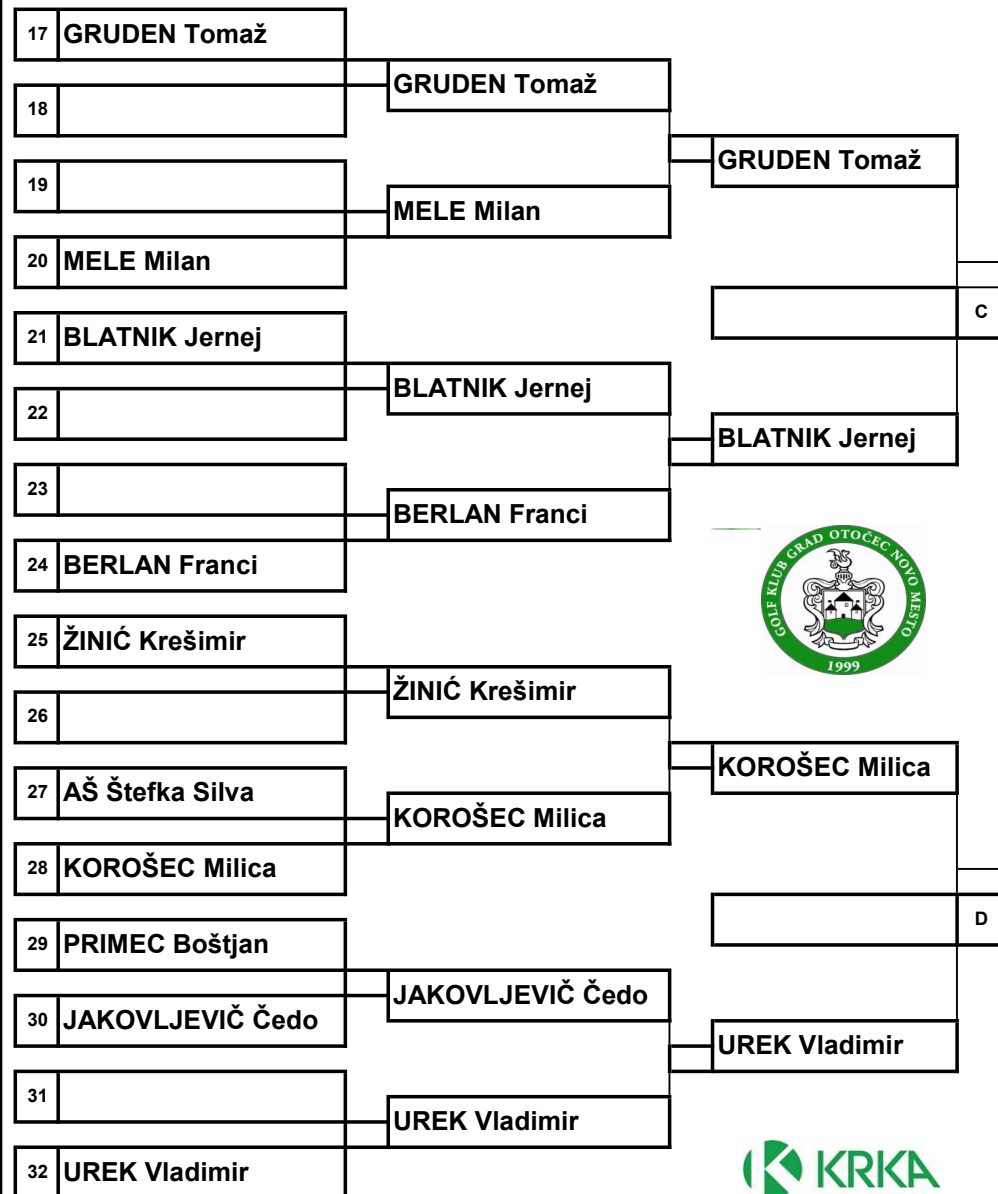 17 GRUDEN Tomaž
GRUDEN Tomaž
18
GRUDEN Tomaž
19
MELE Milan
20 MELE Milan
C
21 BLATNIK Jernej
BLATNIK Jernej
22
BLATNIK Jernej
23
BERLAN Franci
24 BERLAN Franci
GOLF KLUB GRAD OTOČEC NOVO MESTO
1999
25 ŽINIĆ Krešimir
ŽINIĆ Krešimir
26
KOROŠEC Milica
27 AŠ Štefka Silva
KOROŠEC Milica
28 KOROŠEC Milica
D
29 PRIMEC Boštjan
JAKOVLJEVIČ Čedo
30 JAKOVLJEVIČ Čedo
UREK Vladimir
31
UREK Vladimir
32 UREK Vladimir
KRKA